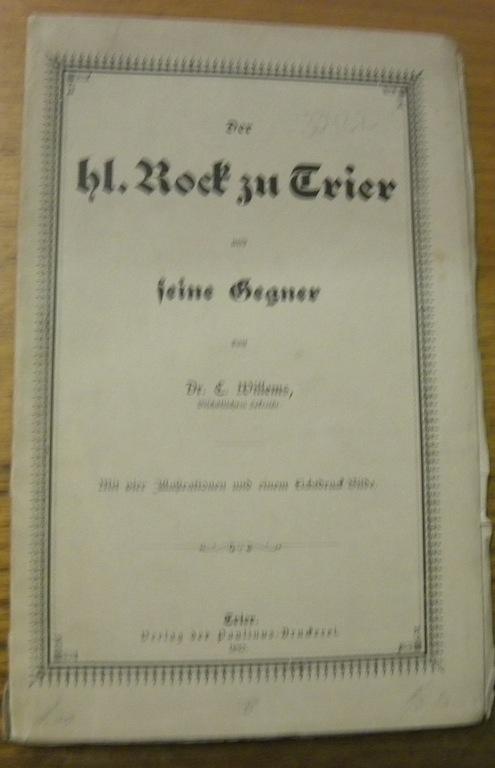 Der
hl. Rock zu Trier
und
seine Gegner
von
Dr. C. Willems,
Mit vier Illustrationen und einem Lichtdruck-Bilde.
Trier.
Verlag der Paulinus-Druckerei.